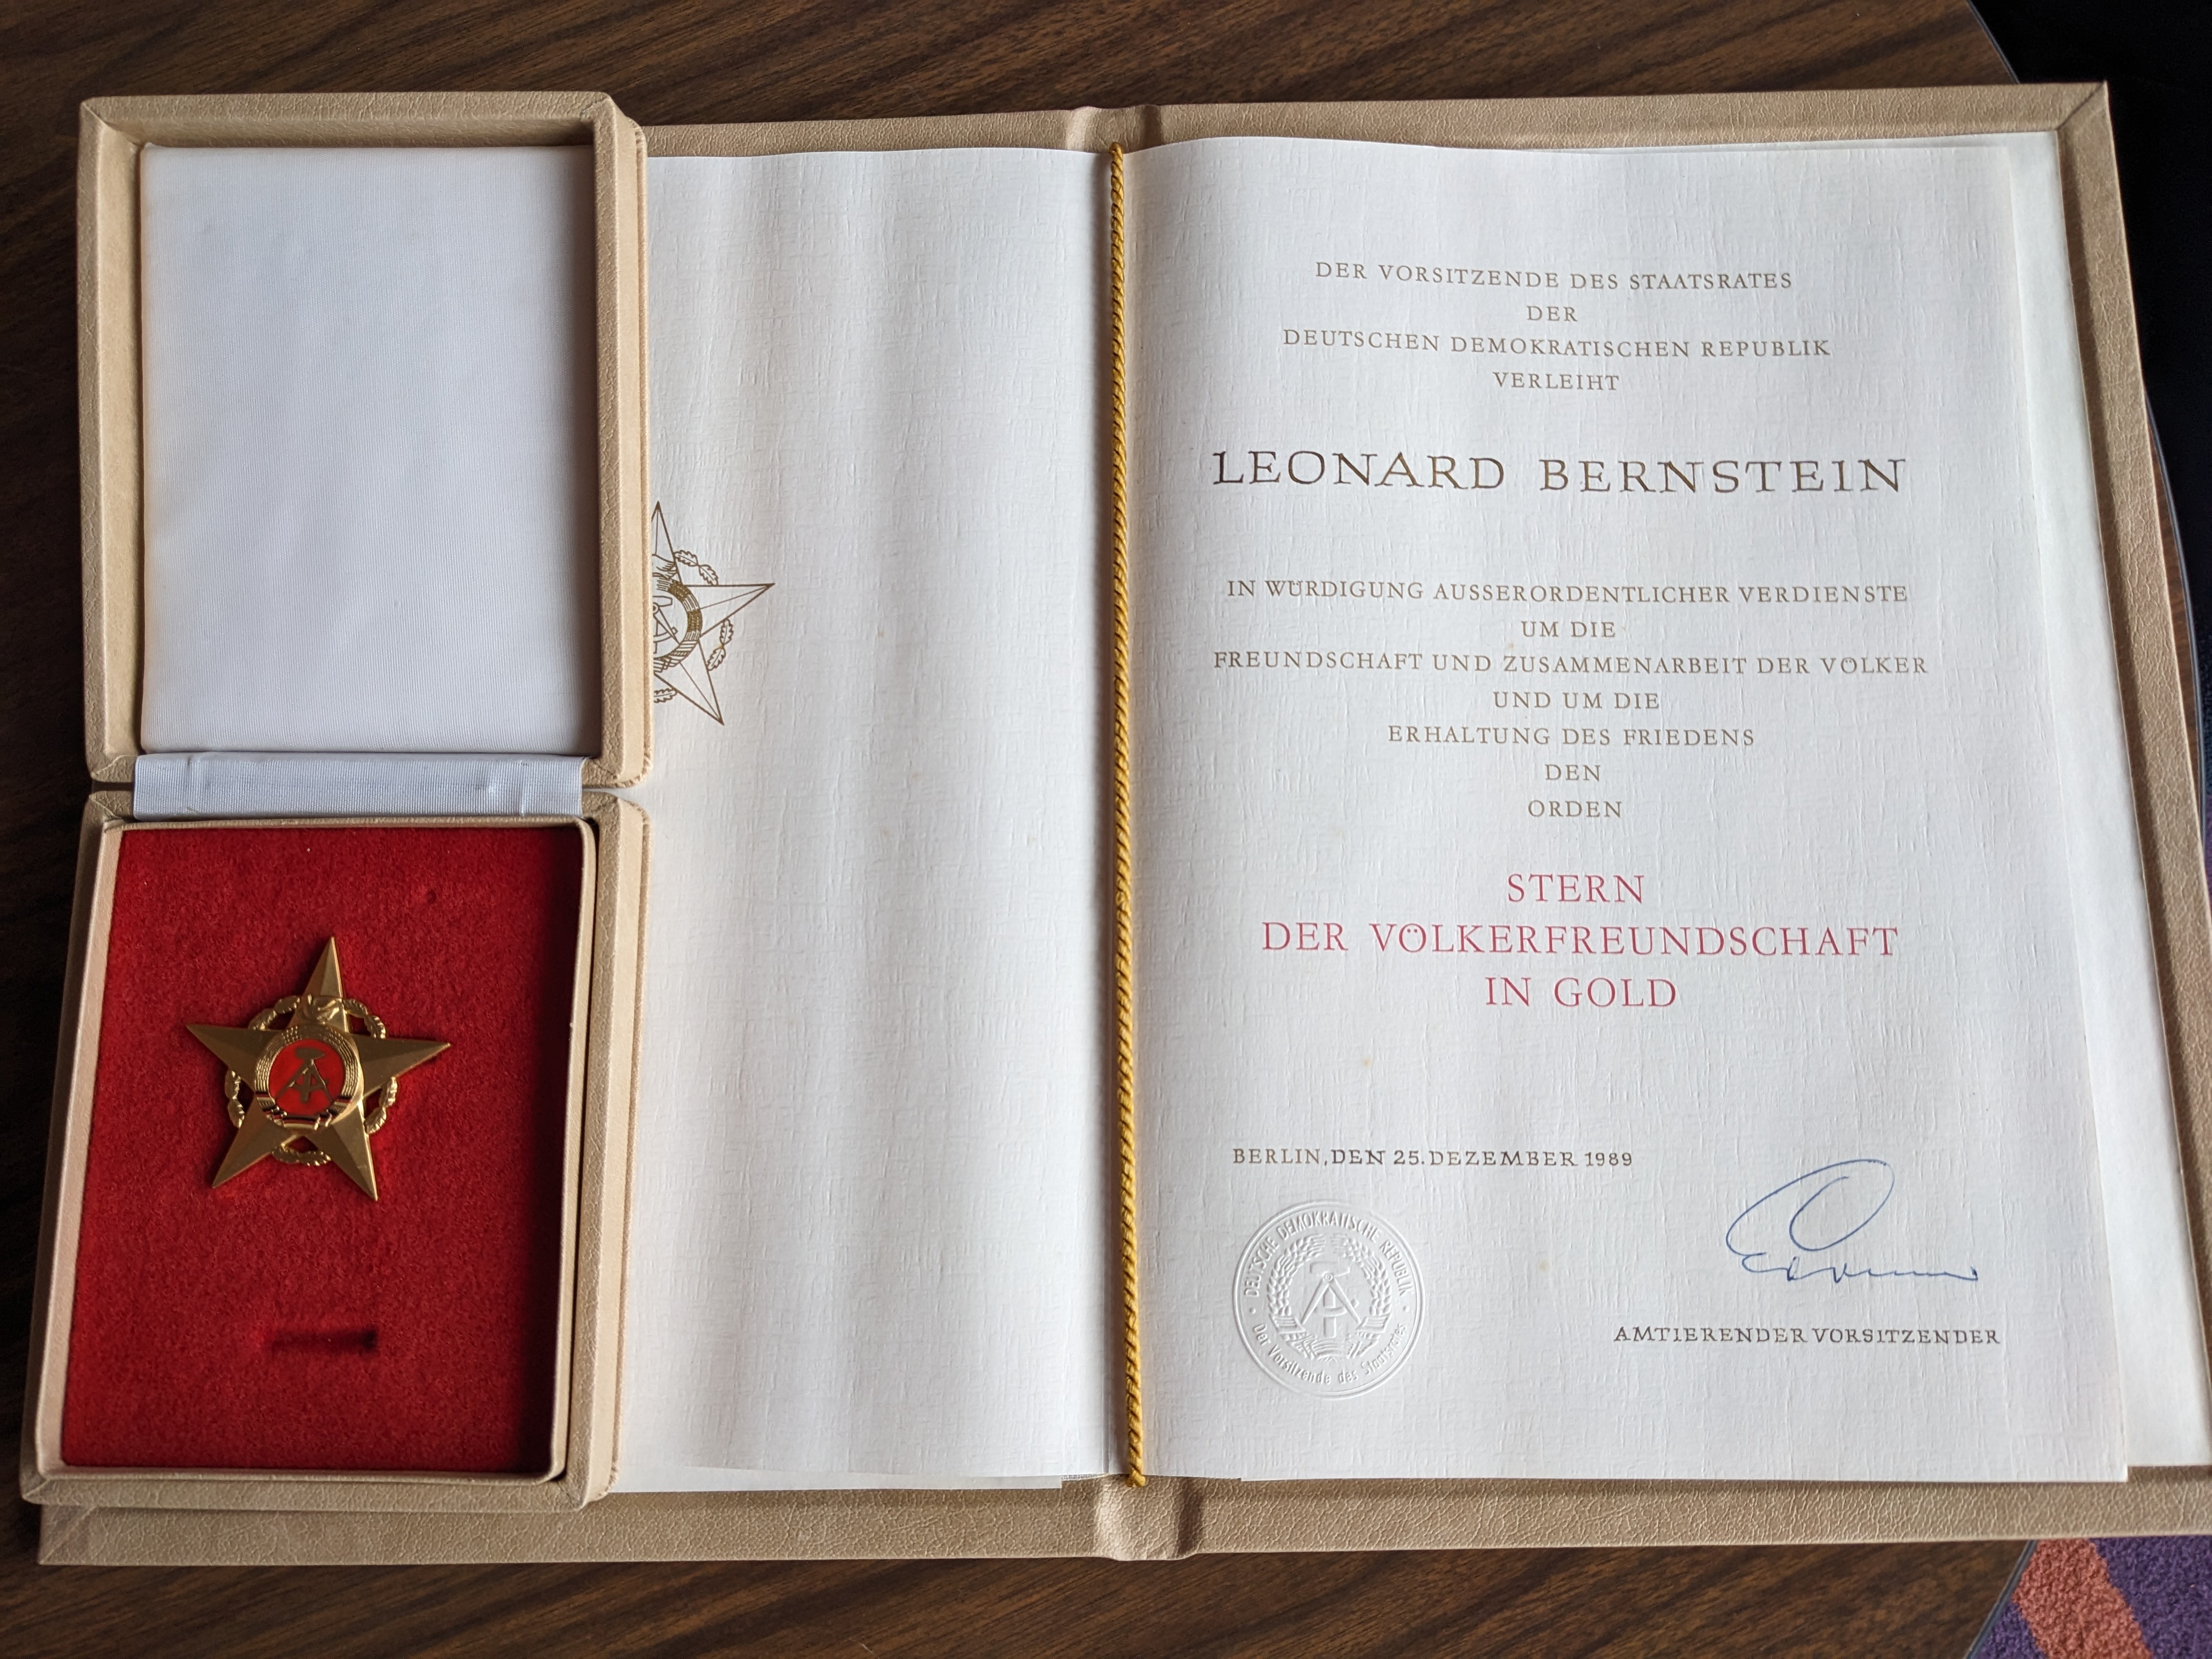 DER VORSITZENDE DES STAATSRATES
DER
DEUTSCHEN DEMOKRATISCHEN REPUBLIK
VERLEIHT
LEONARD BERNSTEIN
IN WÜRDIGUNG AUSSERORDENTLICHER VERDIENSTE
UM DIE
FREUNDSCHAFT UND ZUSAMMENARBEIT DER VÖLKER
UND UM DIE
ERHALTUNG DES FRIEDENS
DEN
ORDEN
STERN
DER VÖLKERFREUNDSCHAFT
IN GOLD
BERLIN, DEN 25. DEZEMBER 1989
DEUTSCHE DEMOKRATISCHE REPUBLIK
Der Vorsitzende des Staatsrates
AMTIERENDER VORSITZENDER